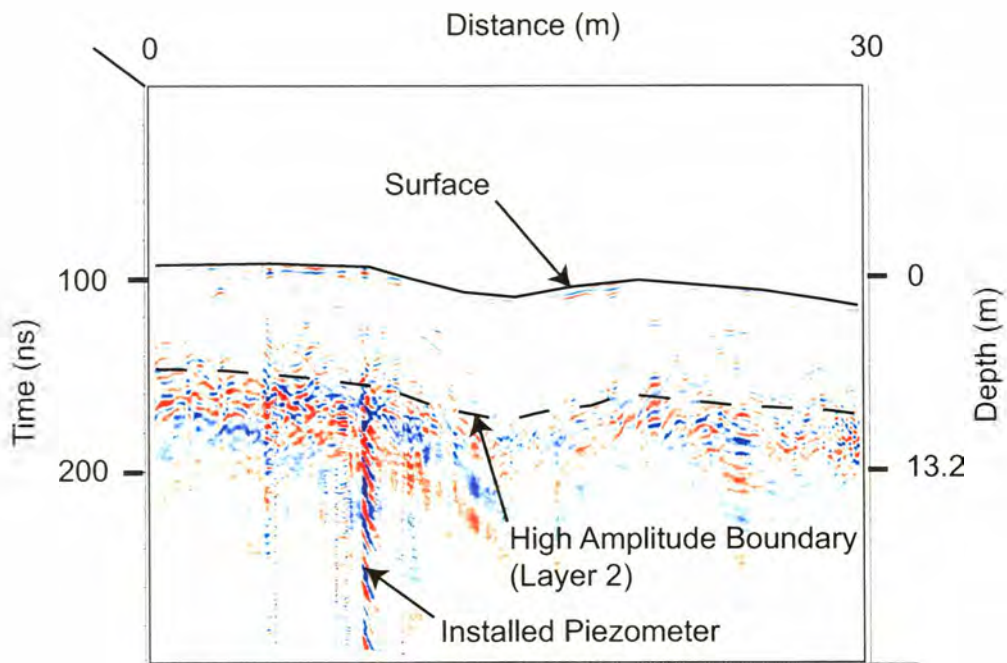 Distance (m)
0
30
Surface
100
0
Time (ns)
Depth (m)
200
13.2
High Amplitude Boundary
(Layer 2)
Installed Piezometer